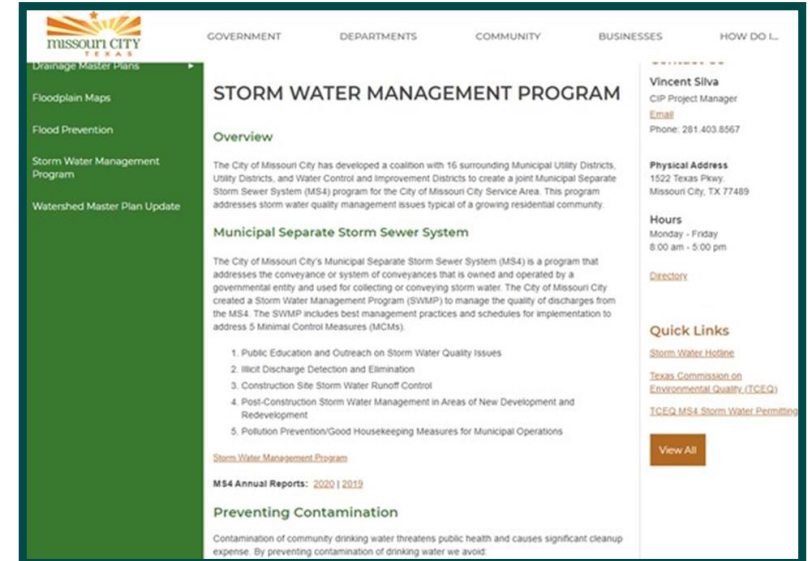 missouri city
TEXAS
GOVERNMENT DEPARTMENTS COMMUNITY BUSINESSES HOW DO I...
Drainage Master Plans
Floodplain Maps
Flood Prevention
Storm Water Management
Program
Watershed Master Plan Update
STORM WATER MANAGEMENT PROGRAM
Overview
The City of Missouri City has developed a coalition with 16 surrounding Municipal Utility Districts,
Utility Districts, and Water Control and Improvement Districts to create a joint Municipal Separate
Storm Sewer System (MS4) program for the City of Missouri City Service Area. This program
addresses storm water quality management issues typical of a growing residential community.
Municipal Separate Storm Sewer System
The City of Missouri City's Municipal Separate Storm Sewer System (MS4) is a program that
addresses the conveyance or system of conveyances that is owned and operated by a
governmental entity and used for collecting or conveying storm water. The City of Missouri City
created a Storm Water Management Program (SWMP) to manage the quality of discharges from
the MS4. The SWMP includes best management practices and schedules for implementation to
address 5 Minimal Control Measures (MCMs).
1. Public Education and Outreach on Storm Water Quality Issues
2. Illicit Discharge Detection and Elimination
3. Construction Site Storm Water Runoff Control
4. Post-Construction Storm Water Management in Areas of New Development and
Redevelopment
5. Pollution Prevention/Good Housekeeping Measures for Municipal Operations
Storm Water Management Program
MS4 Annual Reports: 2020 | 2019
Preventing Contamination
Contamination of community drinking water threatens public health and causes significant cleanup
expense. By preventing contamination of drinking water we avoid:
Vincent Silva
CIP Project Manager
Email
Phone: 281.403.8567
Physical Address
1522 Texas Pkwy.
Missouri City, TX 77489
Hours
Monday - Friday
8:00 am - 5:00 pm
Directory
Quick Links
Storm Water Hotline
Texas Commission on
Environmental Quality (TCEQ)
TCEQ MS4 Storm Water Permitting
View All